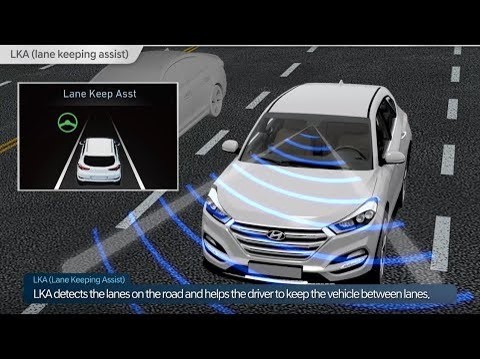 LKA (lane keeping assist)
Lane Keep Asst
LKA (Lane Keeping Assist)
LKA detects the lanes on the road and helps the driver to keep the vehicle between lanes,